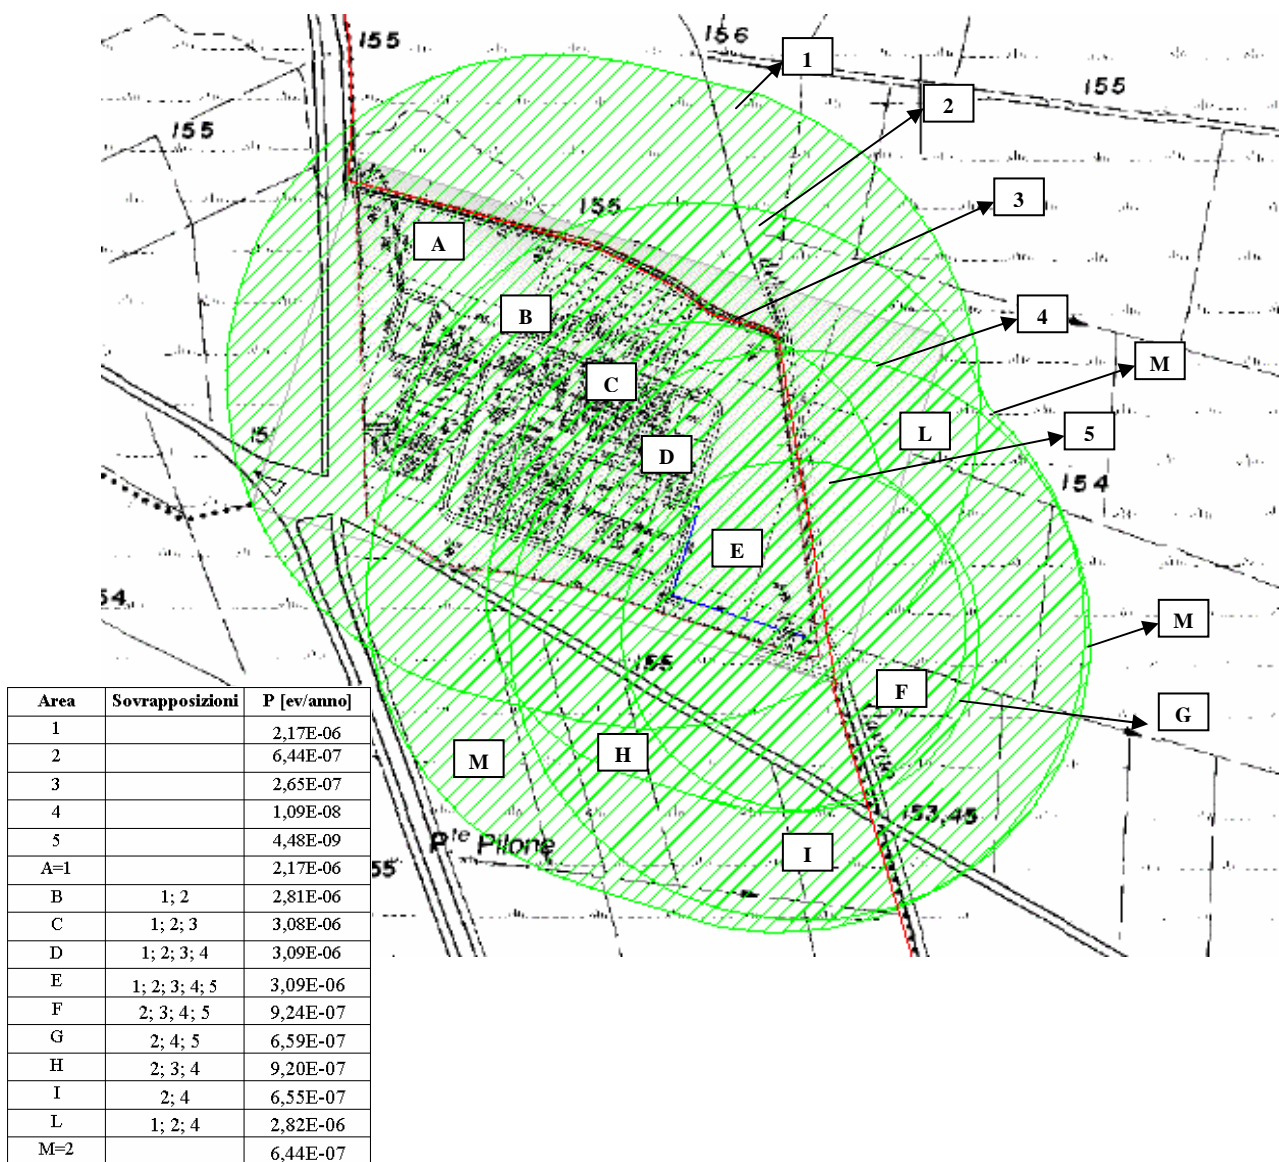 155
156
1
155
2
155
3
155
A
4
B
M
C
L
5
15
D
154
E
54
M
155
F
G
H
M
153,45
P.te Pilone
I
55
Area Sovrapposizioni P [ev/anno]
1 2,17E-06
2 6,44E-07
3 2,65E-07
4 1,09E-08
5 4,48E-09
A=1 2,17E-06
B 1; 2 2,81E-06
C 1; 2; 3 3,08E-06
D 1; 2; 3; 4 3,09E-06
E 1; 2; 3; 4; 5 3,09E-06
F 2; 3; 4; 5 9,24E-07
G 2; 4; 5 6,59E-07
H 2; 3; 4 9,20E-07
I 2; 4 6,55E-07
L 1; 2; 4 2,82E-06
M=2 6,44E-07